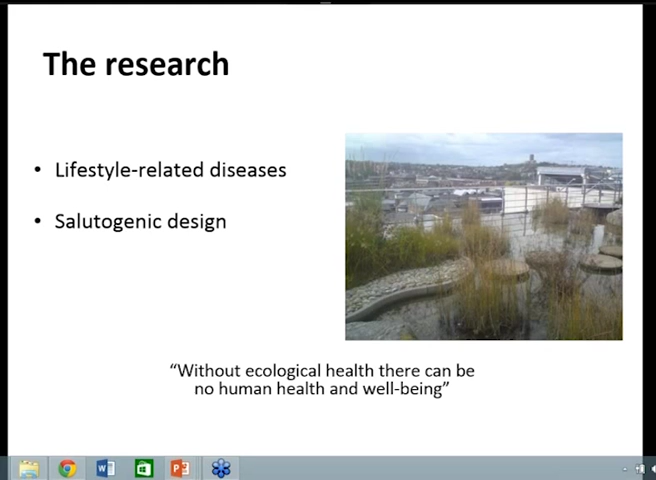 The research
• Lifestyle-related diseases
• Salutogenic design
“Without ecological health there can be
no human health and well-being”